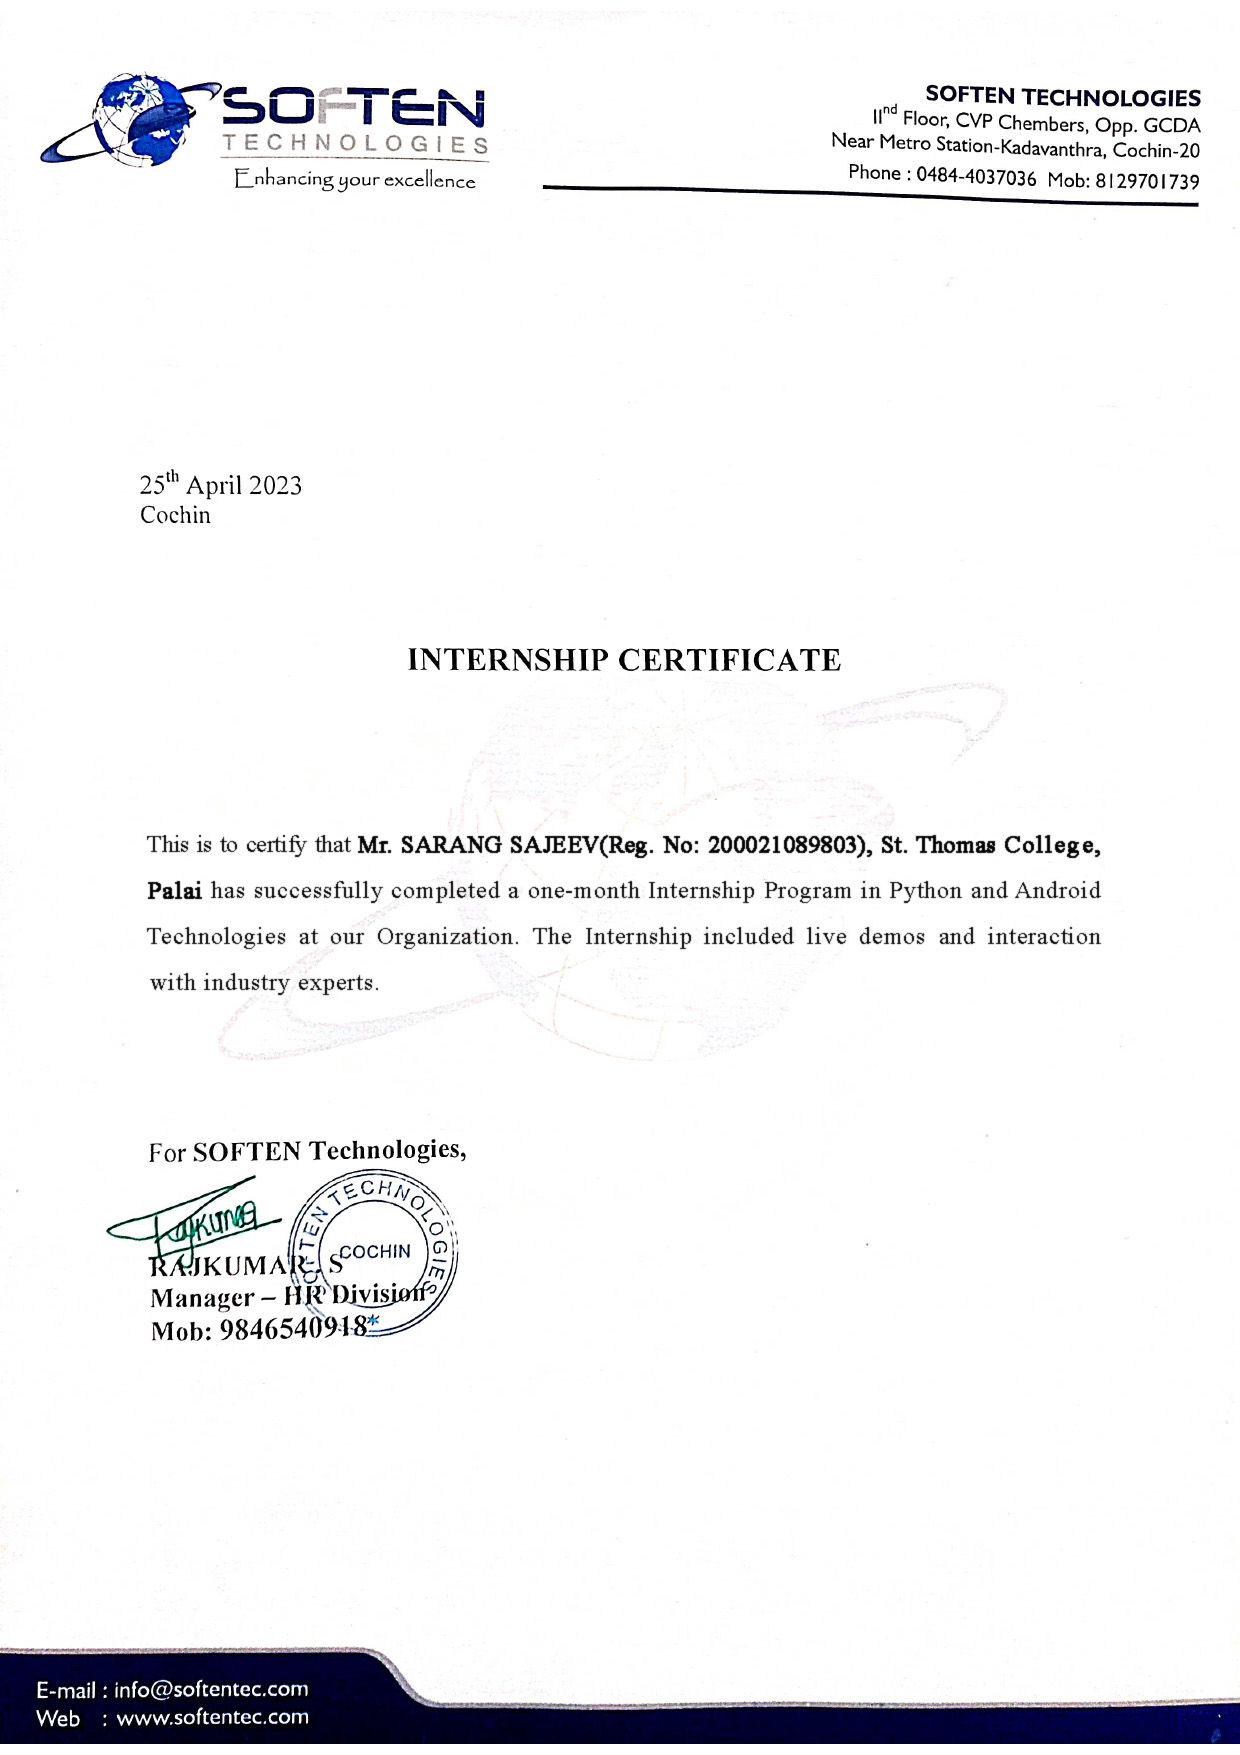 SOFTEN
TECHNOLOGIES
Enhancing your excellence
SOFTEN TECHNOLOGIES
IInd Floor, CVP Chembers, Opp. GCDA
Near Metro Station-Kadavanthra, Cochin-20
Phone : 0484-4037036 Mob: 8129701739
25th April 2023
Cochin
INTERNSHIP CERTIFICATE
This is to certify that Mr. SARANG SAJEEV(Reg. No: 200021089803), St. Thomas College,
Palai has successfully completed a one-month Internship Program in Python and Android
Technologies at our Organization. The Internship included live demos and interaction
with industry experts.
For SOFTEN Technologies,
Rajkumar
SOFTEN TECHNOLOGIES
COCHIN
RAJKUMAR. S
Manager – HR Division
Mob: 9846540918*
E-mail : info@softentec.com
Web : www.softentec.com